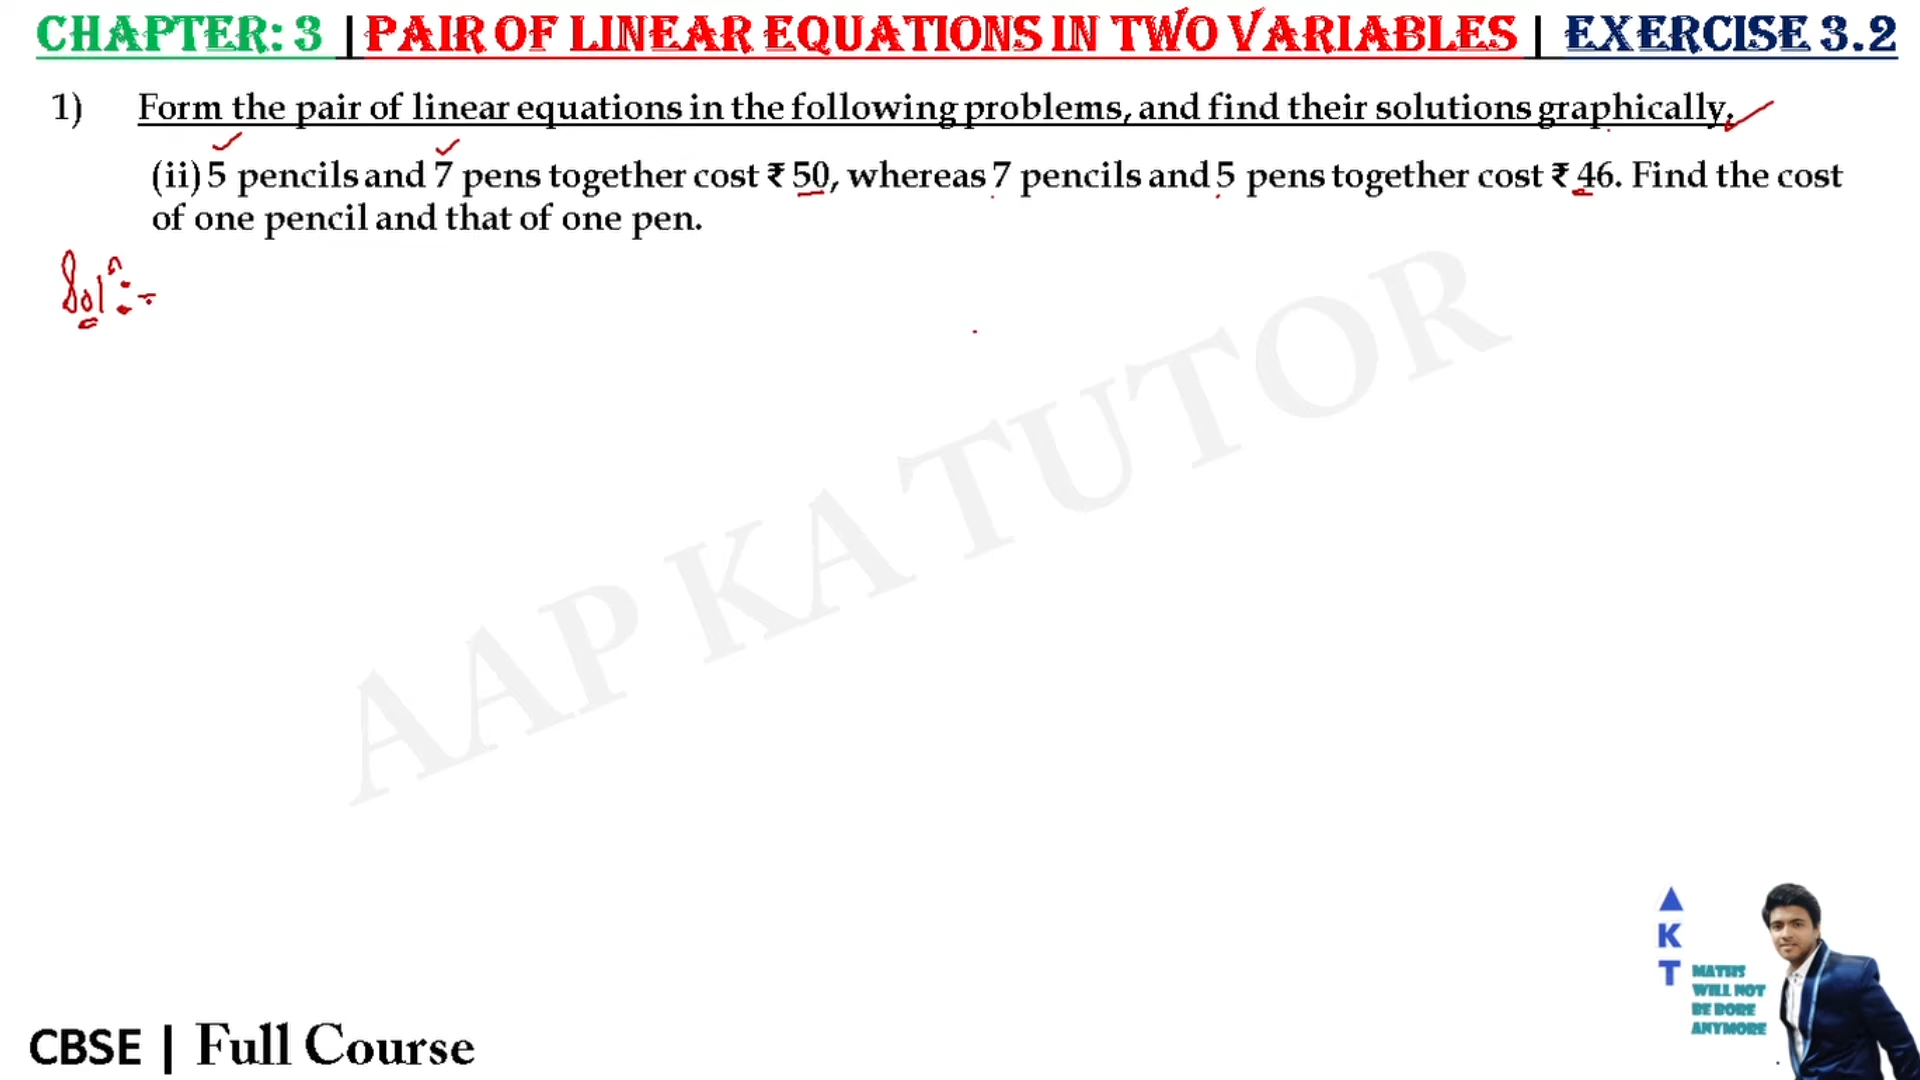 CHAPTER: 3 | PAIR OF LINEAR EQUATIONS IN TWO VARIABLES | EXERCISE 3.2
1) Form the pair of linear equations in the following problems, and find their solutions graphically.
(ii) 5 pencils and 7 pens together cost ₹ 50, whereas 7 pencils and 5 pens together cost ₹ 46. Find the cost
of one pencil and that of one pen.
Solⁿ:-
AAP KA TUTOR
A
K
T
MATHS
WILL NOT
BE BORE
ANYMORE
CBSE | Full Course